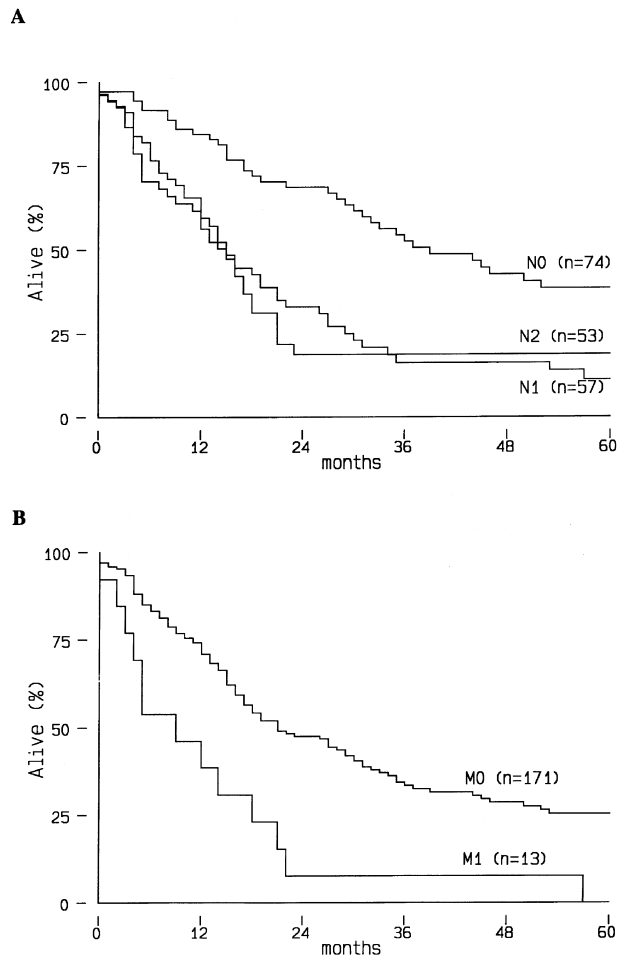 A
100
75
50
25
0
Alive (%)
N0 (n=74)
N2 (n=53)
N1 (n=57)
0 12 24 36 48 60
months
B
100
75
50
25
0
Alive (%)
M0 (n=171)
M1 (n=13)
0 12 24 36 48 60
months